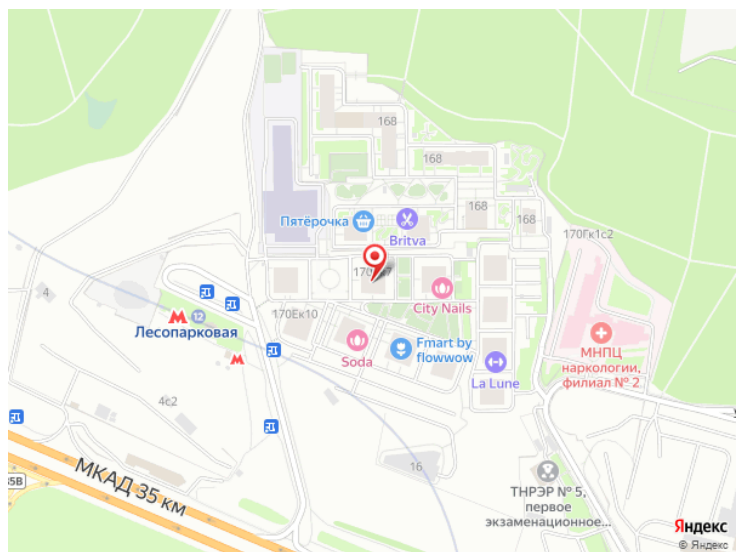 168
168
168
168
Пятёрочка
Britva
170Гк1с2
4
170Ек10
City Nails
12
Лесопарковая
Soda
Fmart by
flowwow
La Lune
МНПЦ
наркологии,
филиал № 2
4с2
16
МКАД 35 км
35В
ТНРЭР № 5,
первое
экзаменационное...
Яндекс
© Яндекс